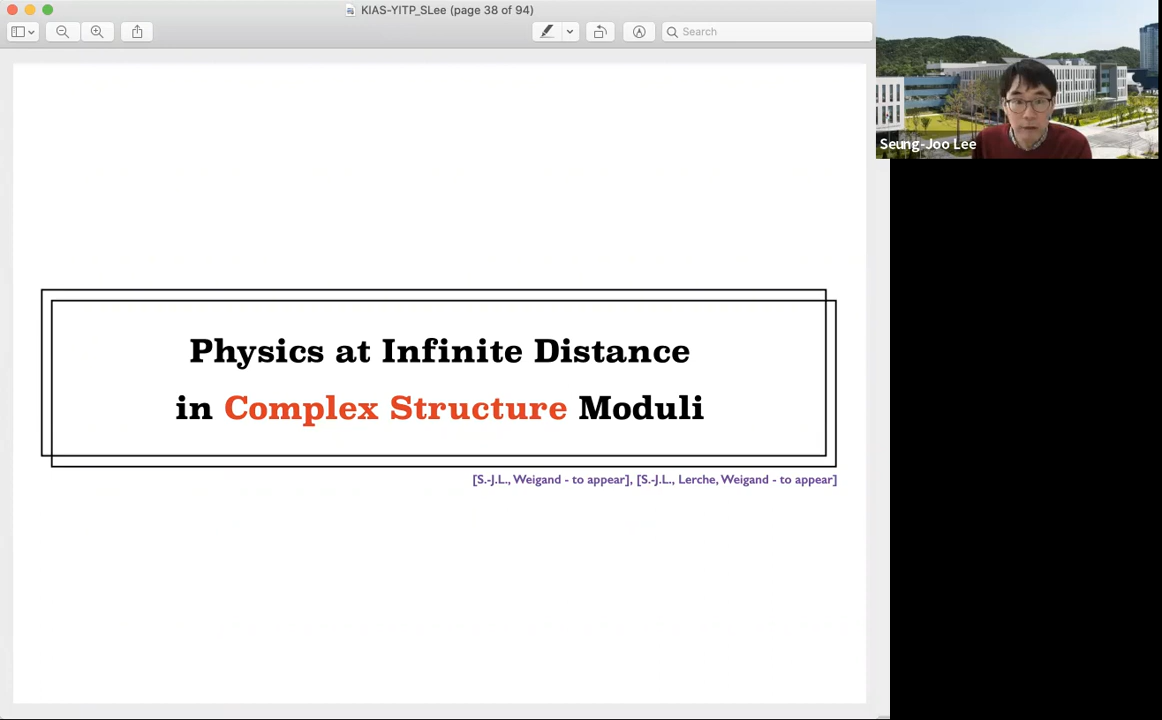 KIAS-YITP_SLee (page 38 of 94)
Search
Seung-Joo Lee
Physics at Infinite Distance
in Complex Structure Moduli
[S.-J.L., Weigand - to appear], [S.-J.L., Lerche, Weigand - to appear]